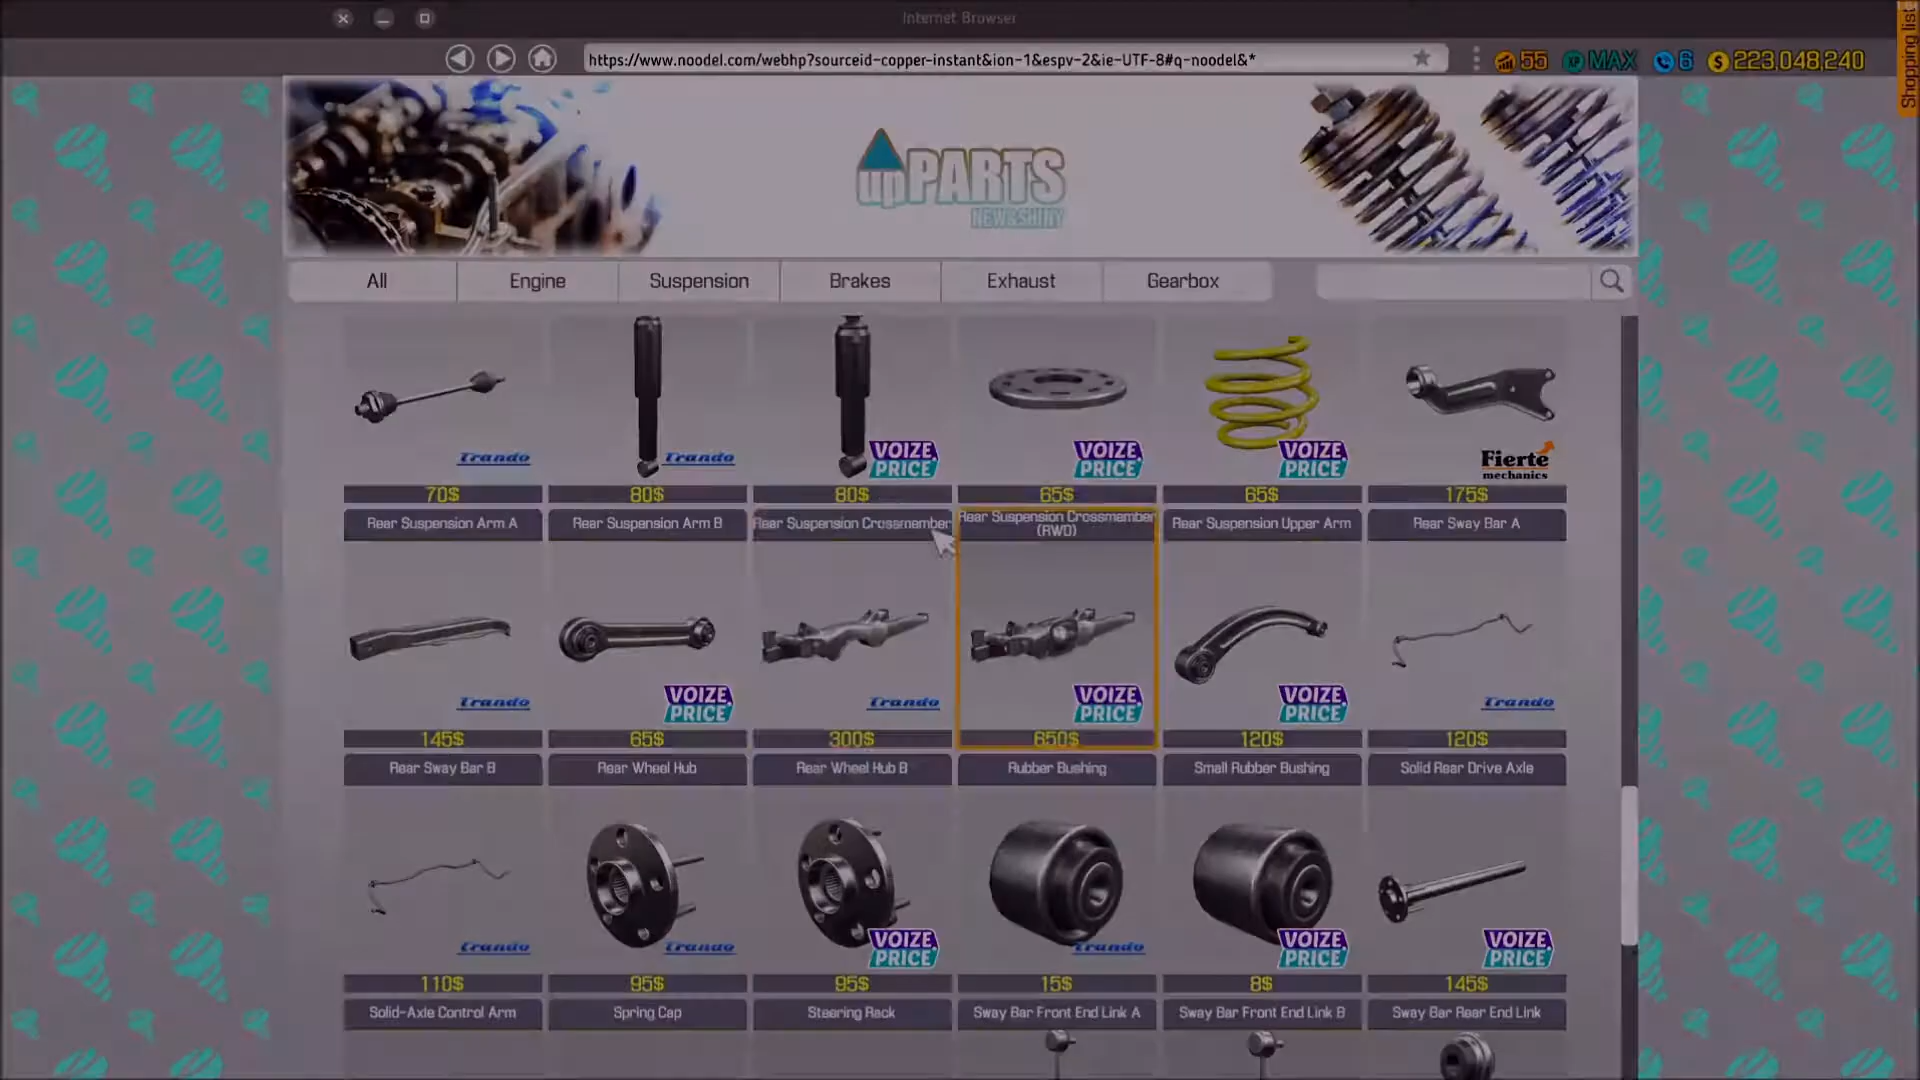 Internet Browser
Shopping list
https://www.noodel.com/webhp?sourceid-copper-instant&ion-1&espv-2&ie-UTF-8#q-noodel&*
55
XP MAX
6
$ 223,048,240
upPARTS
NEW&SHINY
All Engine Suspension Brakes Exhaust Gearbox
Trando Trando VOIZE PRICE VOIZE PRICE VOIZE PRICE Fierte mechanics
70$ 80$ 80$ 65$ 65$ 175$
Rear Suspension Arm A Rear Suspension Arm B Rear Suspension Crossmember Rear Suspension Crossmember (RWD) Rear Suspension Upper Arm Rear Sway Bar A
Trando VOIZE PRICE Trando VOIZE PRICE VOIZE PRICE Trando
145$ 65$ 300$ 650$ 120$ 120$
Rear Sway Bar B Rear Wheel Hub Rear Wheel Hub B Rubber Bushing Small Rubber Bushing Solid Rear Drive Axle
Trando Trando VOIZE PRICE Trando VOIZE PRICE VOIZE PRICE
110$ 95$ 95$ 15$ 8$ 145$
Solid-Axle Control Arm Spring Cap Steering Rack Sway Bar Front End Link A Sway Bar Front End Link B Sway Bar Rear End Link